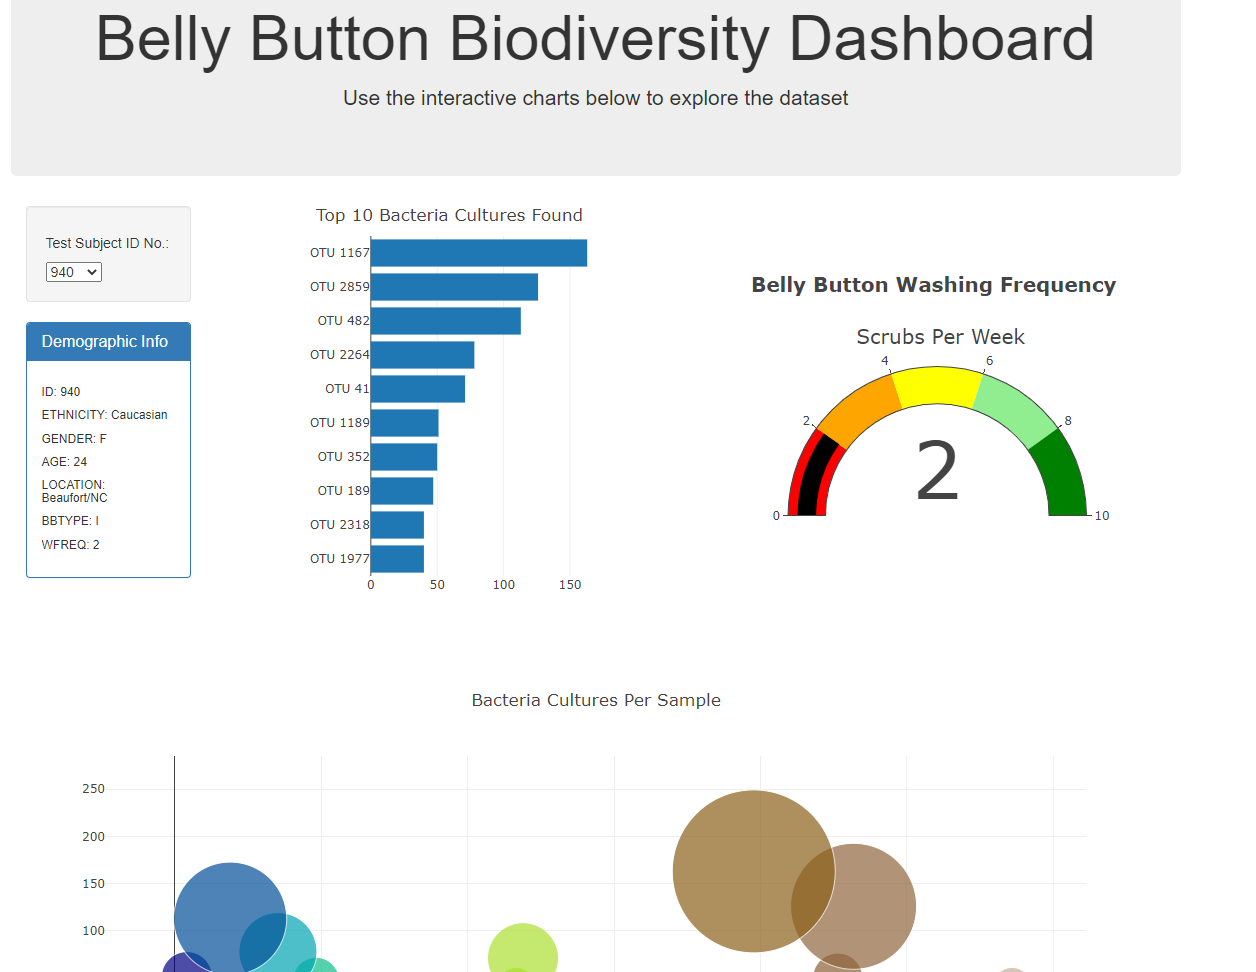 Belly Button Biodiversity Dashboard
Use the interactive charts below to explore the dataset
Test Subject ID No.:
940
Demographic Info
ID: 940
ETHNICITY: Caucasian
GENDER: F
AGE: 24
LOCATION:
Beaufort/NC
BBTYPE: I
WFREQ: 2
Top 10 Bacteria Cultures Found
OTU 1167
OTU 2859
OTU 482
OTU 2264
OTU 41
OTU 1189
OTU 352
OTU 189
OTU 2318
OTU 1977
0 50 100 150
Belly Button Washing Frequency
Scrubs Per Week
0
2
4
6
8
10
2
Bacteria Cultures Per Sample
250
200
150
100